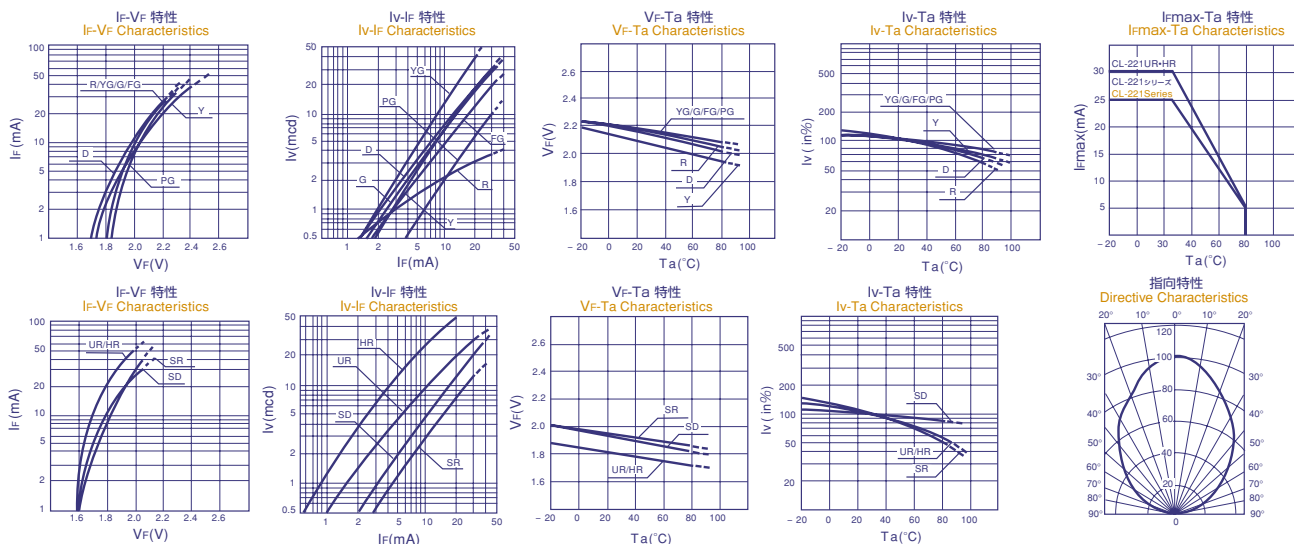 IF-VF 特性
IF-VF Characteristics
100
50
20
10
5
2
1
IF (mA)
R/YG/G/FG
Y
D
PG
1.6 1.8 2.0 2.2 2.4 2.6
VF(V)
Iv-IF 特性
Iv-IF Characteristics
50
20
10
5
2
1
0.5
Iv (mcd)
YG
PG
FG
D
G
R
Y
1 2 5 10 20 50
IF(mA)
VF-Ta 特性
VF-Ta Characteristics
2.6
2.4
2.2
2.0
1.8
1.6
VF(V)
YG/G/FG/PG
R
D
Y
-20 0 20 40 60 80 100
Ta(°C)
Iv-Ta 特性
Iv-Ta Characteristics
500
200
100
50
20
Iv ( in%)
YG/G/FG/PG
Y
D
R
-20 0 20 40 60 80 100
Ta(°C)
IFmax-Ta 特性
IFmax-Ta Characteristics
30
25
20
15
10
5
IFmax(mA)
CL-221UR•HR
CL-221シリーズ
CL-221Series
-20 0 20 40 60 80 100
Ta(°C)
IF-VF 特性
IF-VF Characteristics
100
50
20
10
5
2
1
IF (mA)
UR/HR
SR
SD
1.6 1.8 2.0 2.2 2.4 2.6
VF(V)
Iv-IF 特性
Iv-IF Characteristics
50
20
10
5
2
1
0.5
Iv (mcd)
HR
UR
SD
SR
1 2 5 10 20 50
IF(mA)
VF-Ta 特性
VF-Ta Characteristics
2.6
2.4
2.2
2.0
1.8
1.6
VF(V)
SR
SD
UR/HR
-20 0 20 40 60 80 100
Ta(°C)
Iv-Ta 特性
Iv-Ta Characteristics
500
200
100
50
20
Iv ( in%)
SD
UR/HR
SR
-20 0 20 40 60 80 100
Ta(°C)
指向特性
Directive Characteristics
20° 10° 0° 10° 20°
120
100
30° 30°
80
40° 40°
60
50° 50°
40
60° 60°
70° 70°
20
80° 80°
90° 90°
0